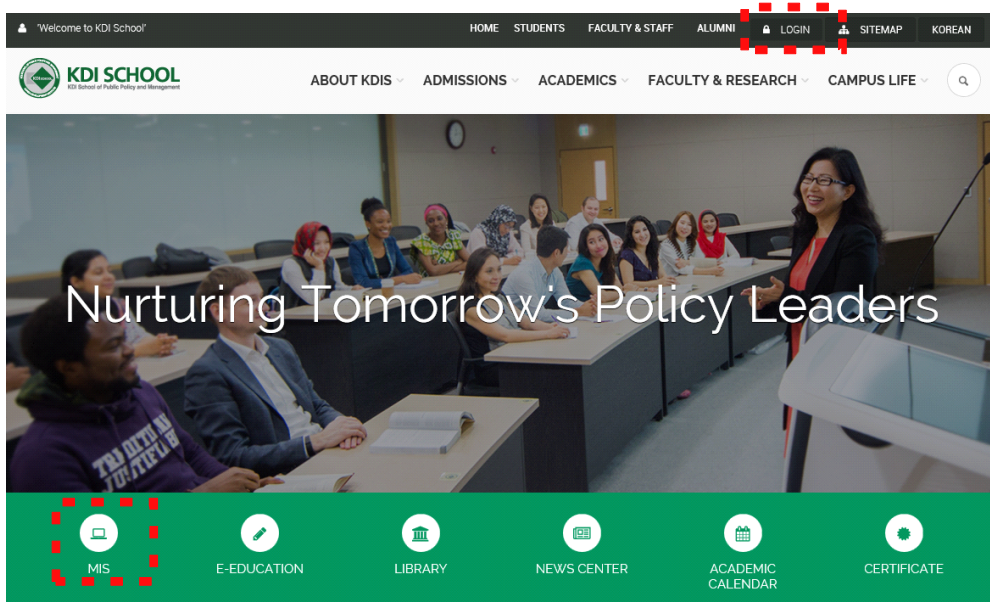 'Welcome to KDI School'
HOME STUDENTS FACULTY & STAFF ALUMNI LOGIN SITEMAP KOREAN
KDI SCHOOL
KDI School of Public Policy and Management
ABOUT KDIS ADMISSIONS ACADEMICS FACULTY & RESEARCH CAMPUS LIFE
Nurturing Tomorrow's Policy Leaders
MIS E-EDUCATION LIBRARY NEWS CENTER ACADEMIC CALENDAR CERTIFICATE